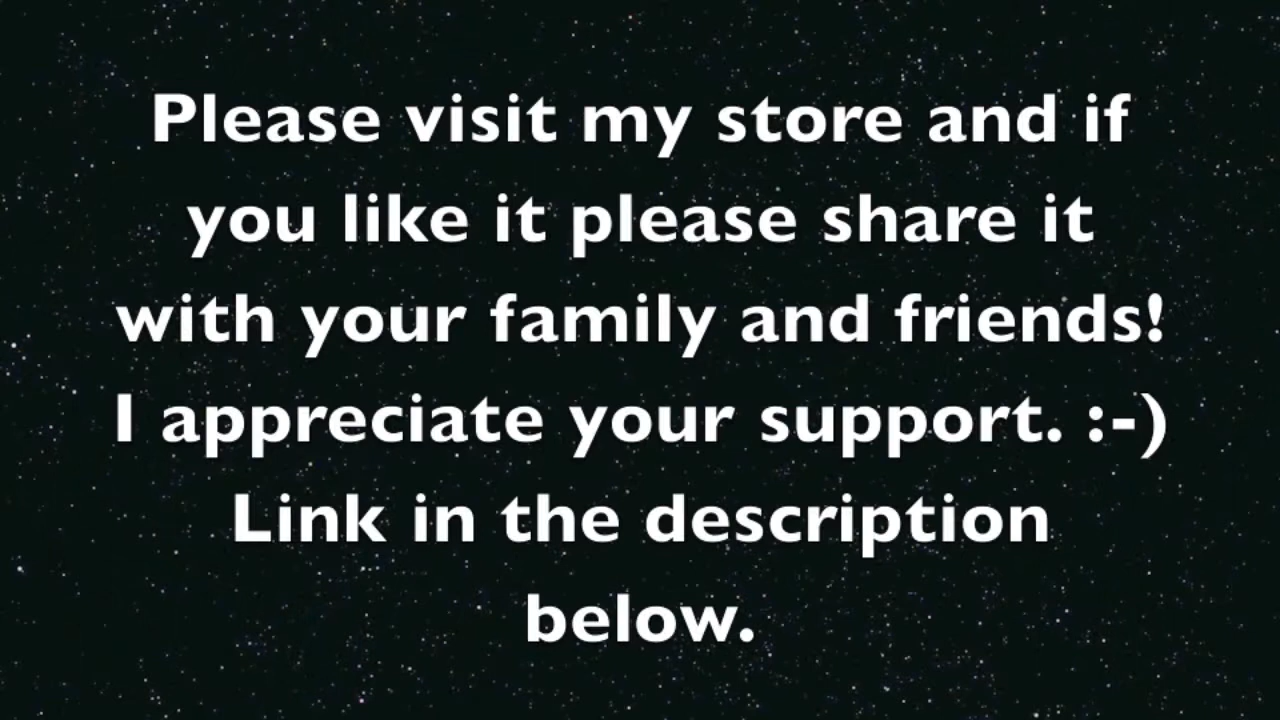 Please visit my store and if
you like it please share it
with your family and friends!
I appreciate your support. :-)
Link in the description
below.